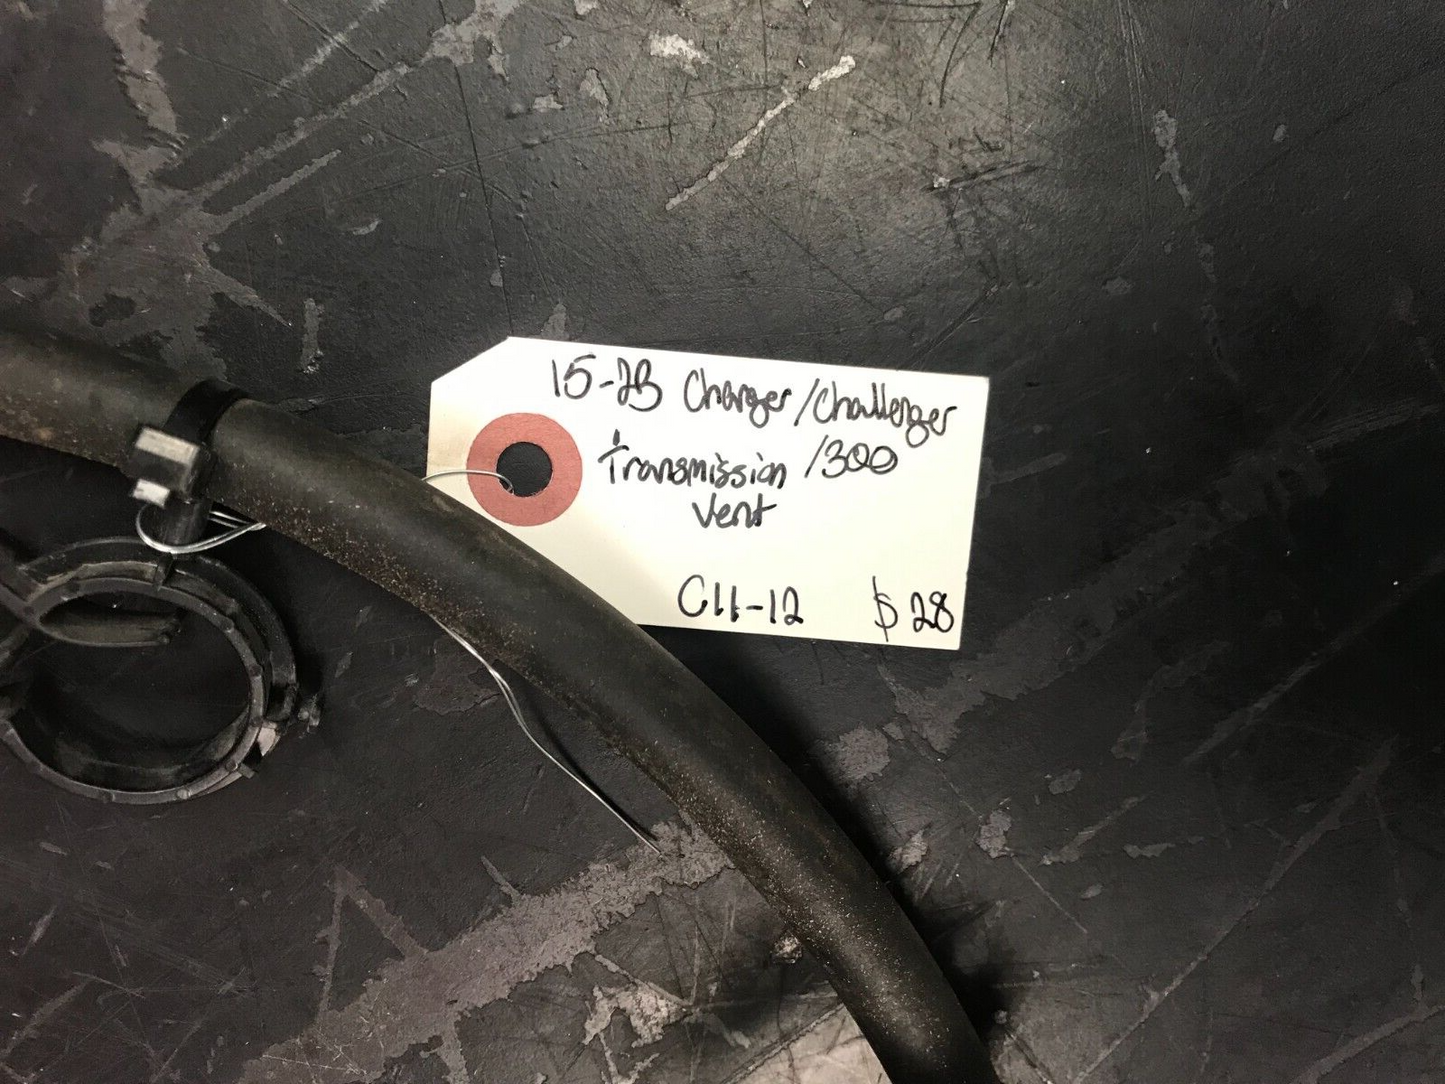 15-23 Charger/Challenger
/300
Transmission
Vent
C11-12 $28